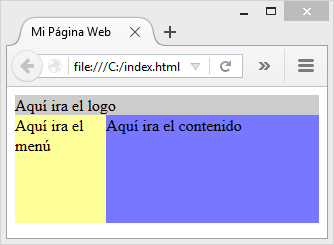 Mi Página Web
file:///C:/index.html
Aquí ira el logo
Aquí ira el
menú
Aquí ira el contenido